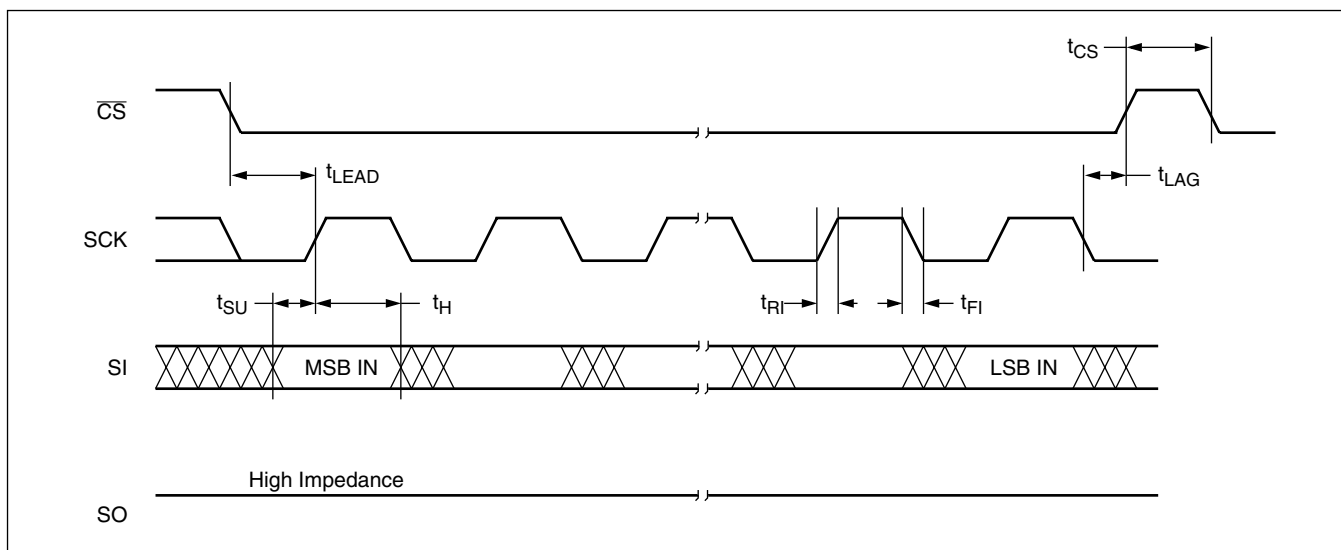 tCS
CS
tLEAD
tLAG
SCK
tSU
tH
tRI
tFI
SI
MSB IN
LSB IN
High Impedance
SO